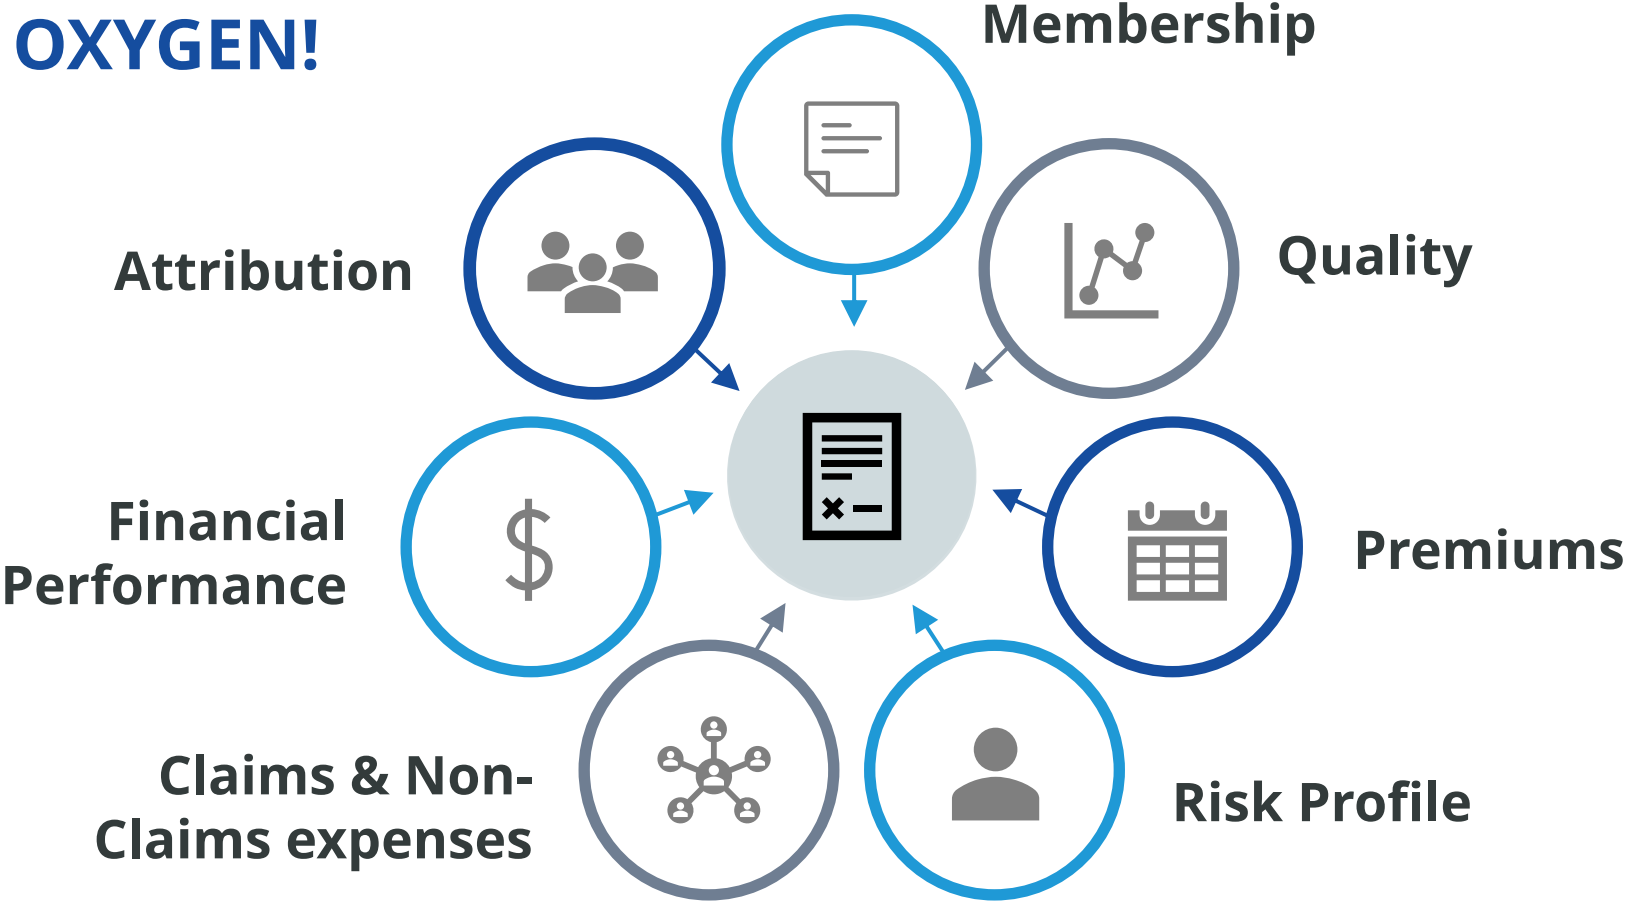 OXYGEN!
Membership
Attribution
Quality
Financial
Performance
Premiums
Claims & Non-
Claims expenses
Risk Profile